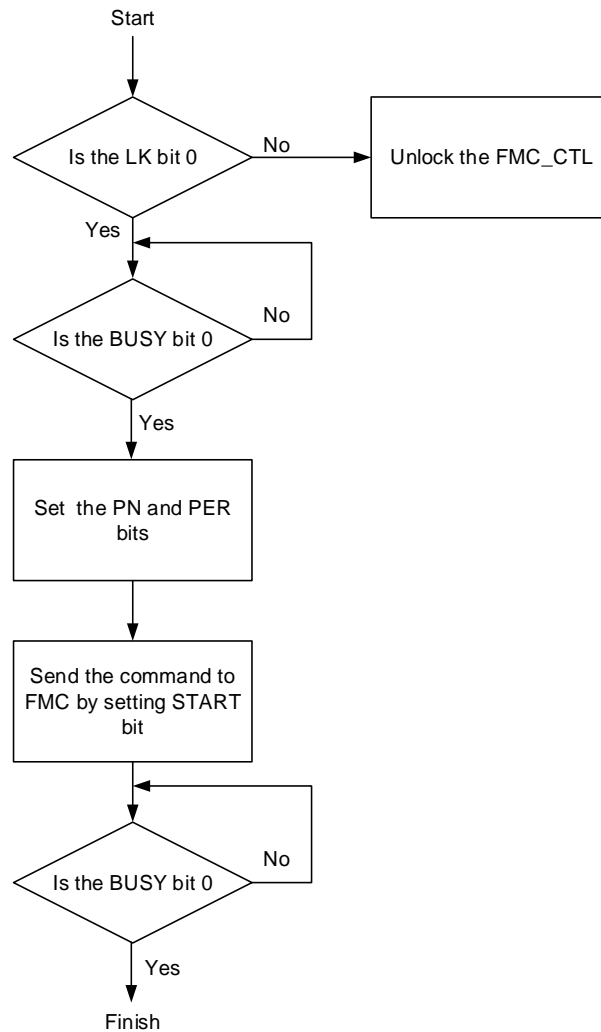 Start
Is the LK bit 0
No
Unlock the FMC_CTL
Yes
Is the BUSY bit 0
No
Yes
Set the PN and PER
bits
Send the command to
FMC by setting START
bit
Is the BUSY bit 0
No
Yes
Finish